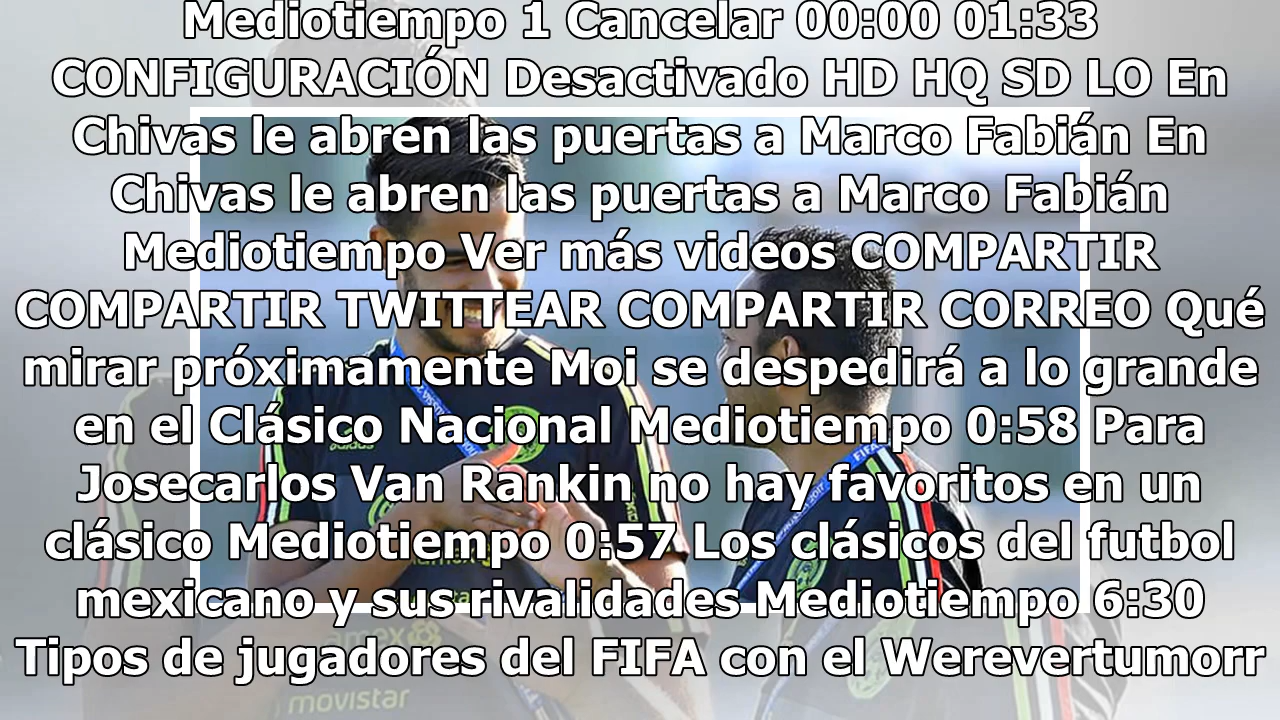 Mediotiempo 1 Cancelar 00:00 01:33
CONFIGURACIÓN Desactivado HD HQ SD LO En
Chivas le abren las puertas a Marco Fabián En
Chivas le abren las puertas a Marco Fabián
Mediotiempo Ver más videos COMPARTIR
COMPARTIR TWITTEAR COMPARTIR CORREO Qué
mirar próximamente Moi se despedirá a lo grande
en el Clásico Nacional Mediotiempo 0:58 Para
Josecarlos Van Rankin no hay favoritos en un
clásico Mediotiempo 0:57 Los clásicos del futbol
mexicano y sus rivalidades Mediotiempo 6:30
Tipos de jugadores del FIFA con el Werevertumorr
adidas
FIFA
movistar